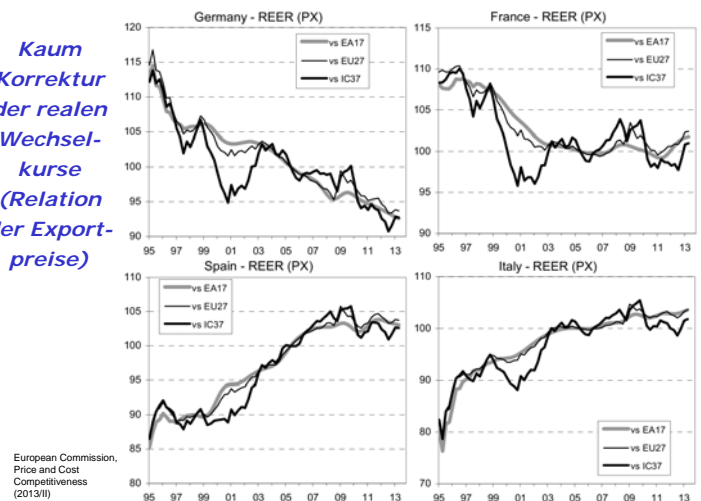 Kaum
Korrektur
der realen
Wechsel-
kurse
(Relation
der Export-
preise)
European Commission,
Price and Cost
Competitiveness
(2013/II)
Germany - REER (PX)
vs EA17
vs EU27
vs IC37
120
115
110
105
100
95
90
95 97 99 01 03 05 07 09 11 13
France - REER (PX)
vs EA17
vs EU27
vs IC37
115
110
105
100
95
90
95 97 99 01 03 05 07 09 11 13
Spain - REER (PX)
vs EA17
vs EU27
vs IC37
110
105
100
95
90
85
80
95 97 99 01 03 05 07 09 11 13
Italy - REER (PX)
vs EA17
vs EU27
vs IC37
110
100
90
80
70
95 97 99 01 03 05 07 09 11 13